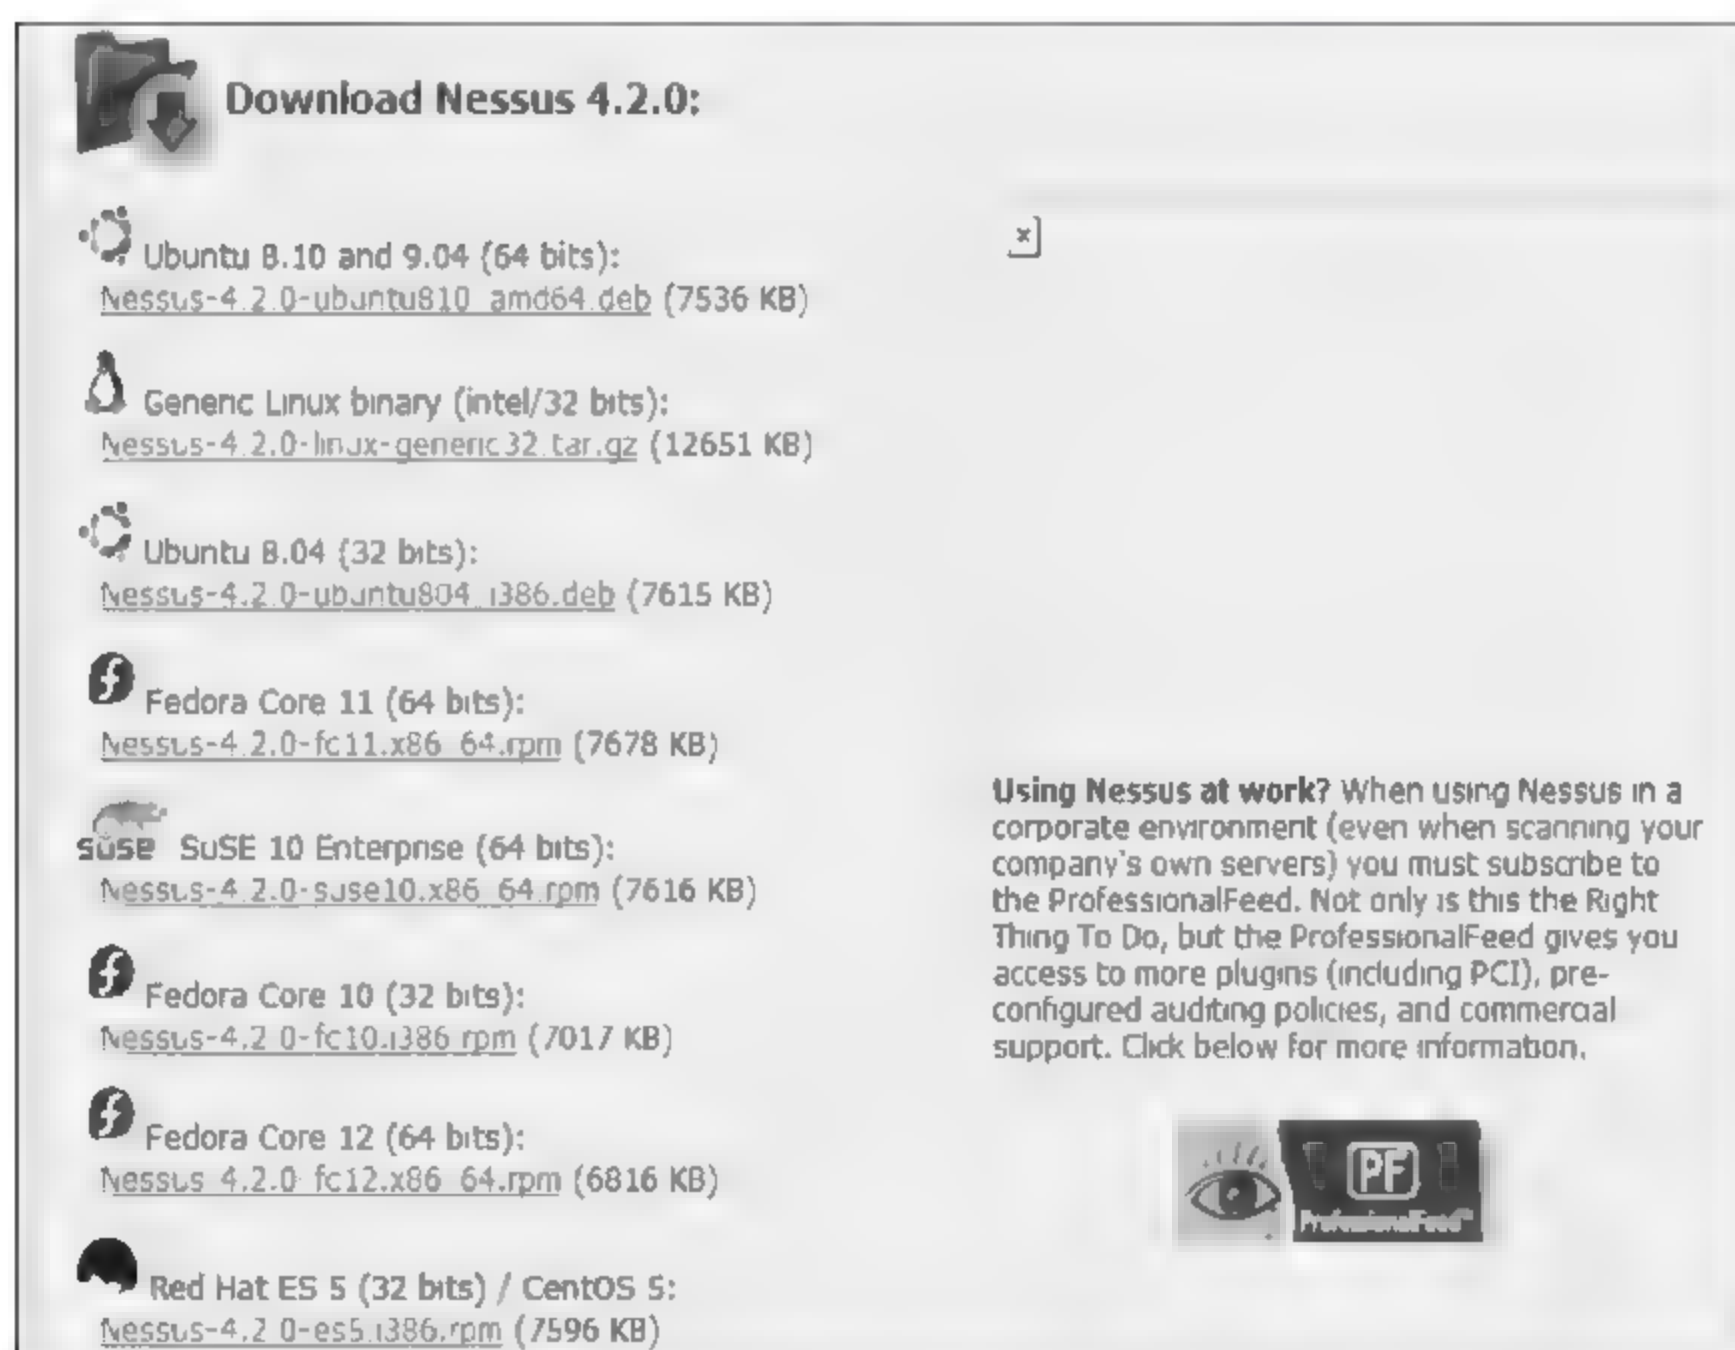 Download Nessus 4.2.0:
Ubuntu 8.10 and 9.04 (64 bits):
Nessus-4.2.0-ubuntu810_amd64.deb (7536 KB)
Generic Linux binary (intel/32 bits):
Nessus-4.2.0-linux-generic32.tar.gz (12651 KB)
Ubuntu 8.04 (32 bits):
Nessus-4.2.0-ubuntu804_i386.deb (7615 KB)
Fedora Core 11 (64 bits):
Nessus-4.2.0-fc11.x86_64.rpm (7678 KB)
SUSE SuSE 10 Enterprise (64 bits):
Nessus-4.2.0-suse10.x86_64.rpm (7616 KB)
Fedora Core 10 (32 bits):
Nessus-4.2.0-fc10.i386.rpm (7017 KB)
Fedora Core 12 (64 bits):
Nessus-4.2.0-fc12.x86_64.rpm (6816 KB)
Red Hat ES 5 (32 bits) / CentOS 5:
Nessus-4.2.0-es5.i386.rpm (7596 KB)
Using Nessus at work? When using Nessus in a
corporate environment (even when scanning your
company's own servers) you must subscribe to
the ProfessionalFeed. Not only is this the Right
Thing To Do, but the ProfessionalFeed gives you
access to more plugins (including PCI), pre-
configured auditing policies, and commercial
support. Click below for more information.
PF
ProfessionalFeed™